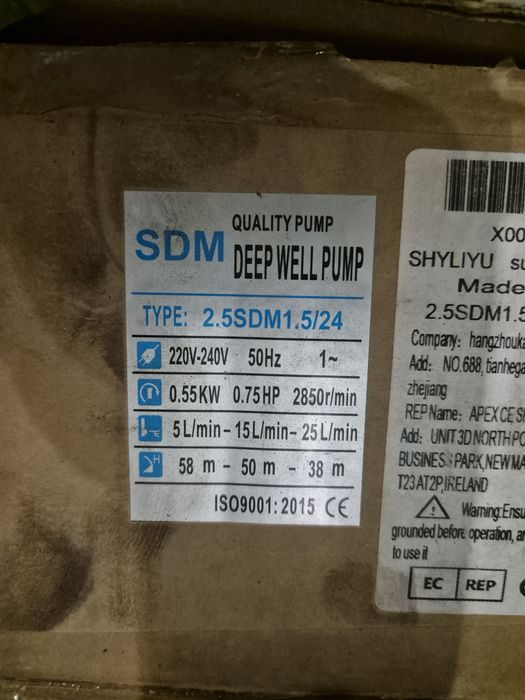 QUALITY PUMP
SDM DEEP WELL PUMP
TYPE: 2.5SDM1.5/24
220V-240V 50Hz 1~
0.55KW 0.75HP 2850r/min
5L/min-15L/min-25L/min
58 m - 50 m - 38 m
ISO9001:2015 CE
X00
SHYLIYU su
Made
2.5SDM1.5
Company: hangzhouka
Add: NO.688, tianhega
zhejiang
REP Name: APEX CE S
Add: UNIT 3D NORTH PO
BUSINES PARK, NEW MA
T23 AT2P, IRELAND
Warning: Ensu
grounded before operation, a
to use it
EC REP